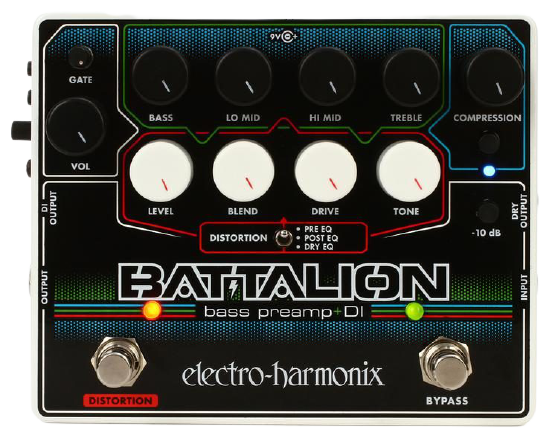 9V
GATE
BASS
LO MID
HI MID
TREBLE
COMPRESSION
VOL
LEVEL
BLEND
DRIVE
TONE
DI OUTPUT
DRY OUTPUT
-10 dB
DISTORTION
• PRE EQ
• POST EQ
• DRY EQ
BATTALION
OUTPUT
INPUT
bass preamp+DI
electro-harmonix
DISTORTION
BYPASS